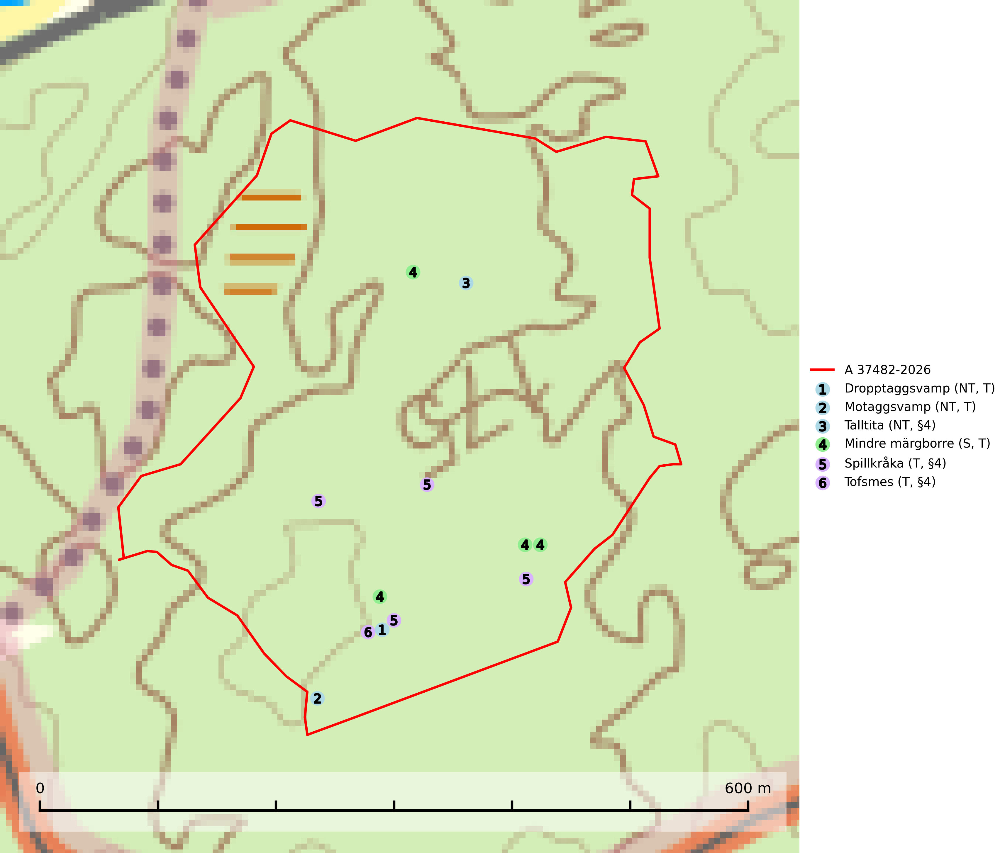 4
3
5
5
4 4
5
4
5
6 1
2
0
600 m
A 37482-2026
1 Dropptaggsvamp (NT, T)
2 Motaggsvamp (NT, T)
3 Talltita (NT, §4)
4 Mindre märgborre (S, T)
5 Spillkråka (T, §4)
6 Tofsmes (T, §4)